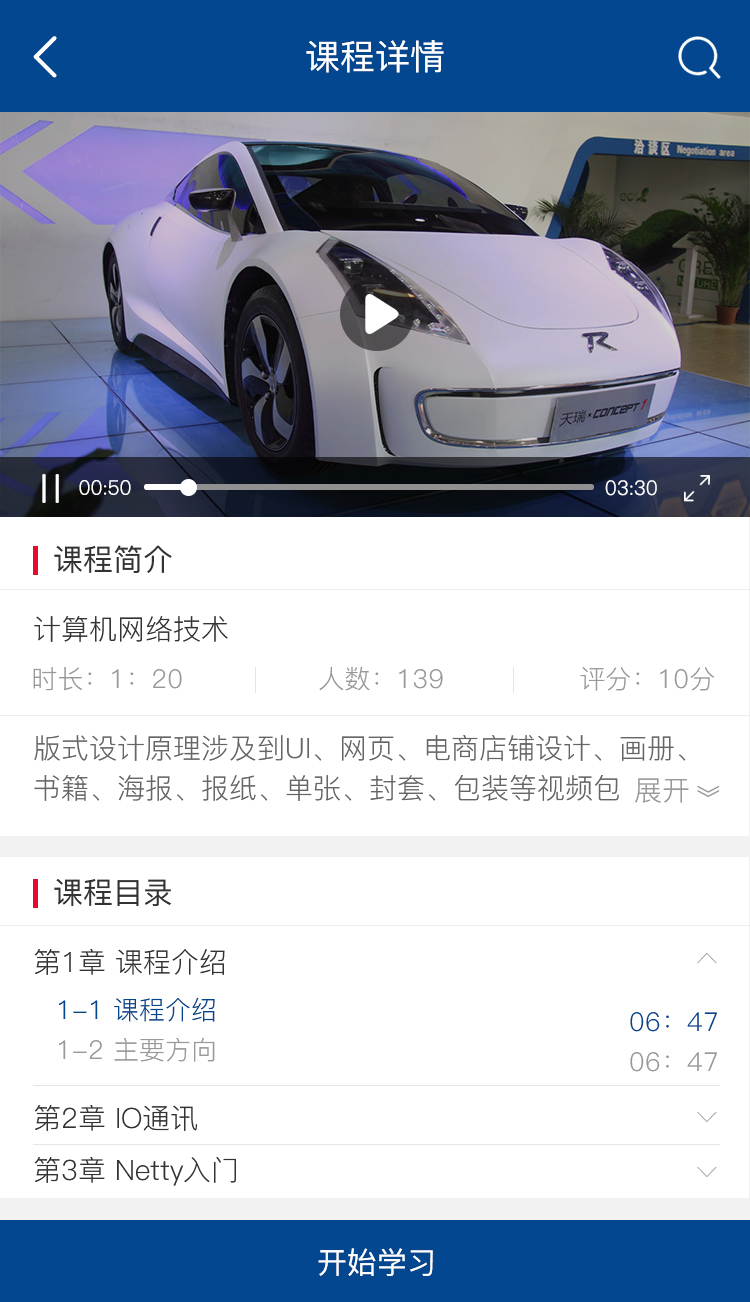 课程详情
洽谈区 Negotiation area
天瑞·CONCEPT 1
00:50 03:30
课程简介
计算机网络技术
时长：1：20 人数：139 评分：10分
版式设计原理涉及到UI、网页、电商店铺设计、画册、
书籍、海报、报纸、单张、封套、包装等视频包 展开
课程目录
第1章 课程介绍
1-1 课程介绍 06：47
1-2 主要方向 06：47
第2章 IO通讯
第3章 Netty入门
开始学习